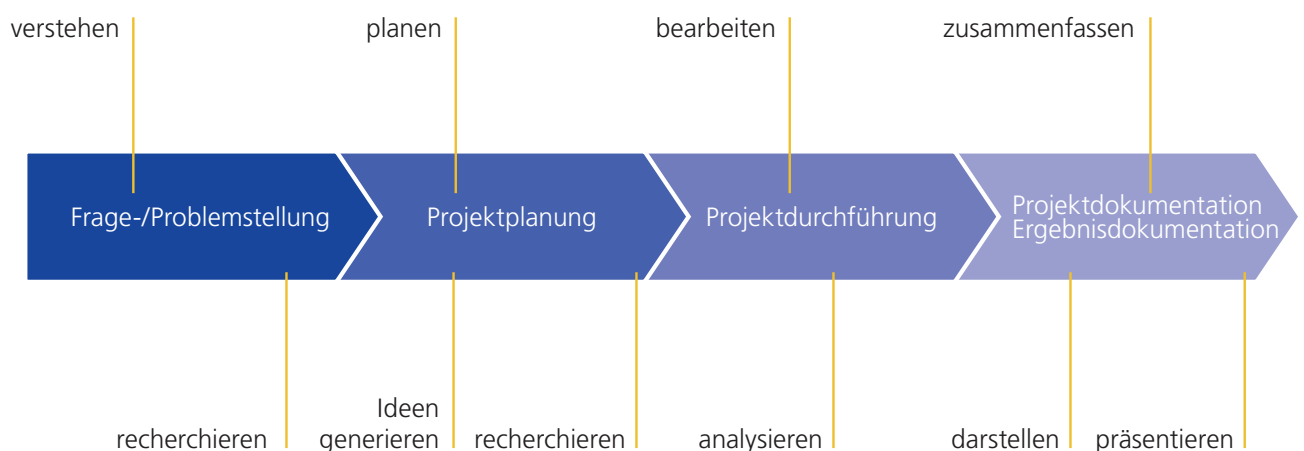 verstehen
planen
bearbeiten
zusammenfassen
Frage-/Problemstellung
Projektplanung
Projektdurchführung
Projektdokumentation
Ergebnisdokumentation
recherchieren
Ideen
generieren
recherchieren
analysieren
darstellen
präsentieren